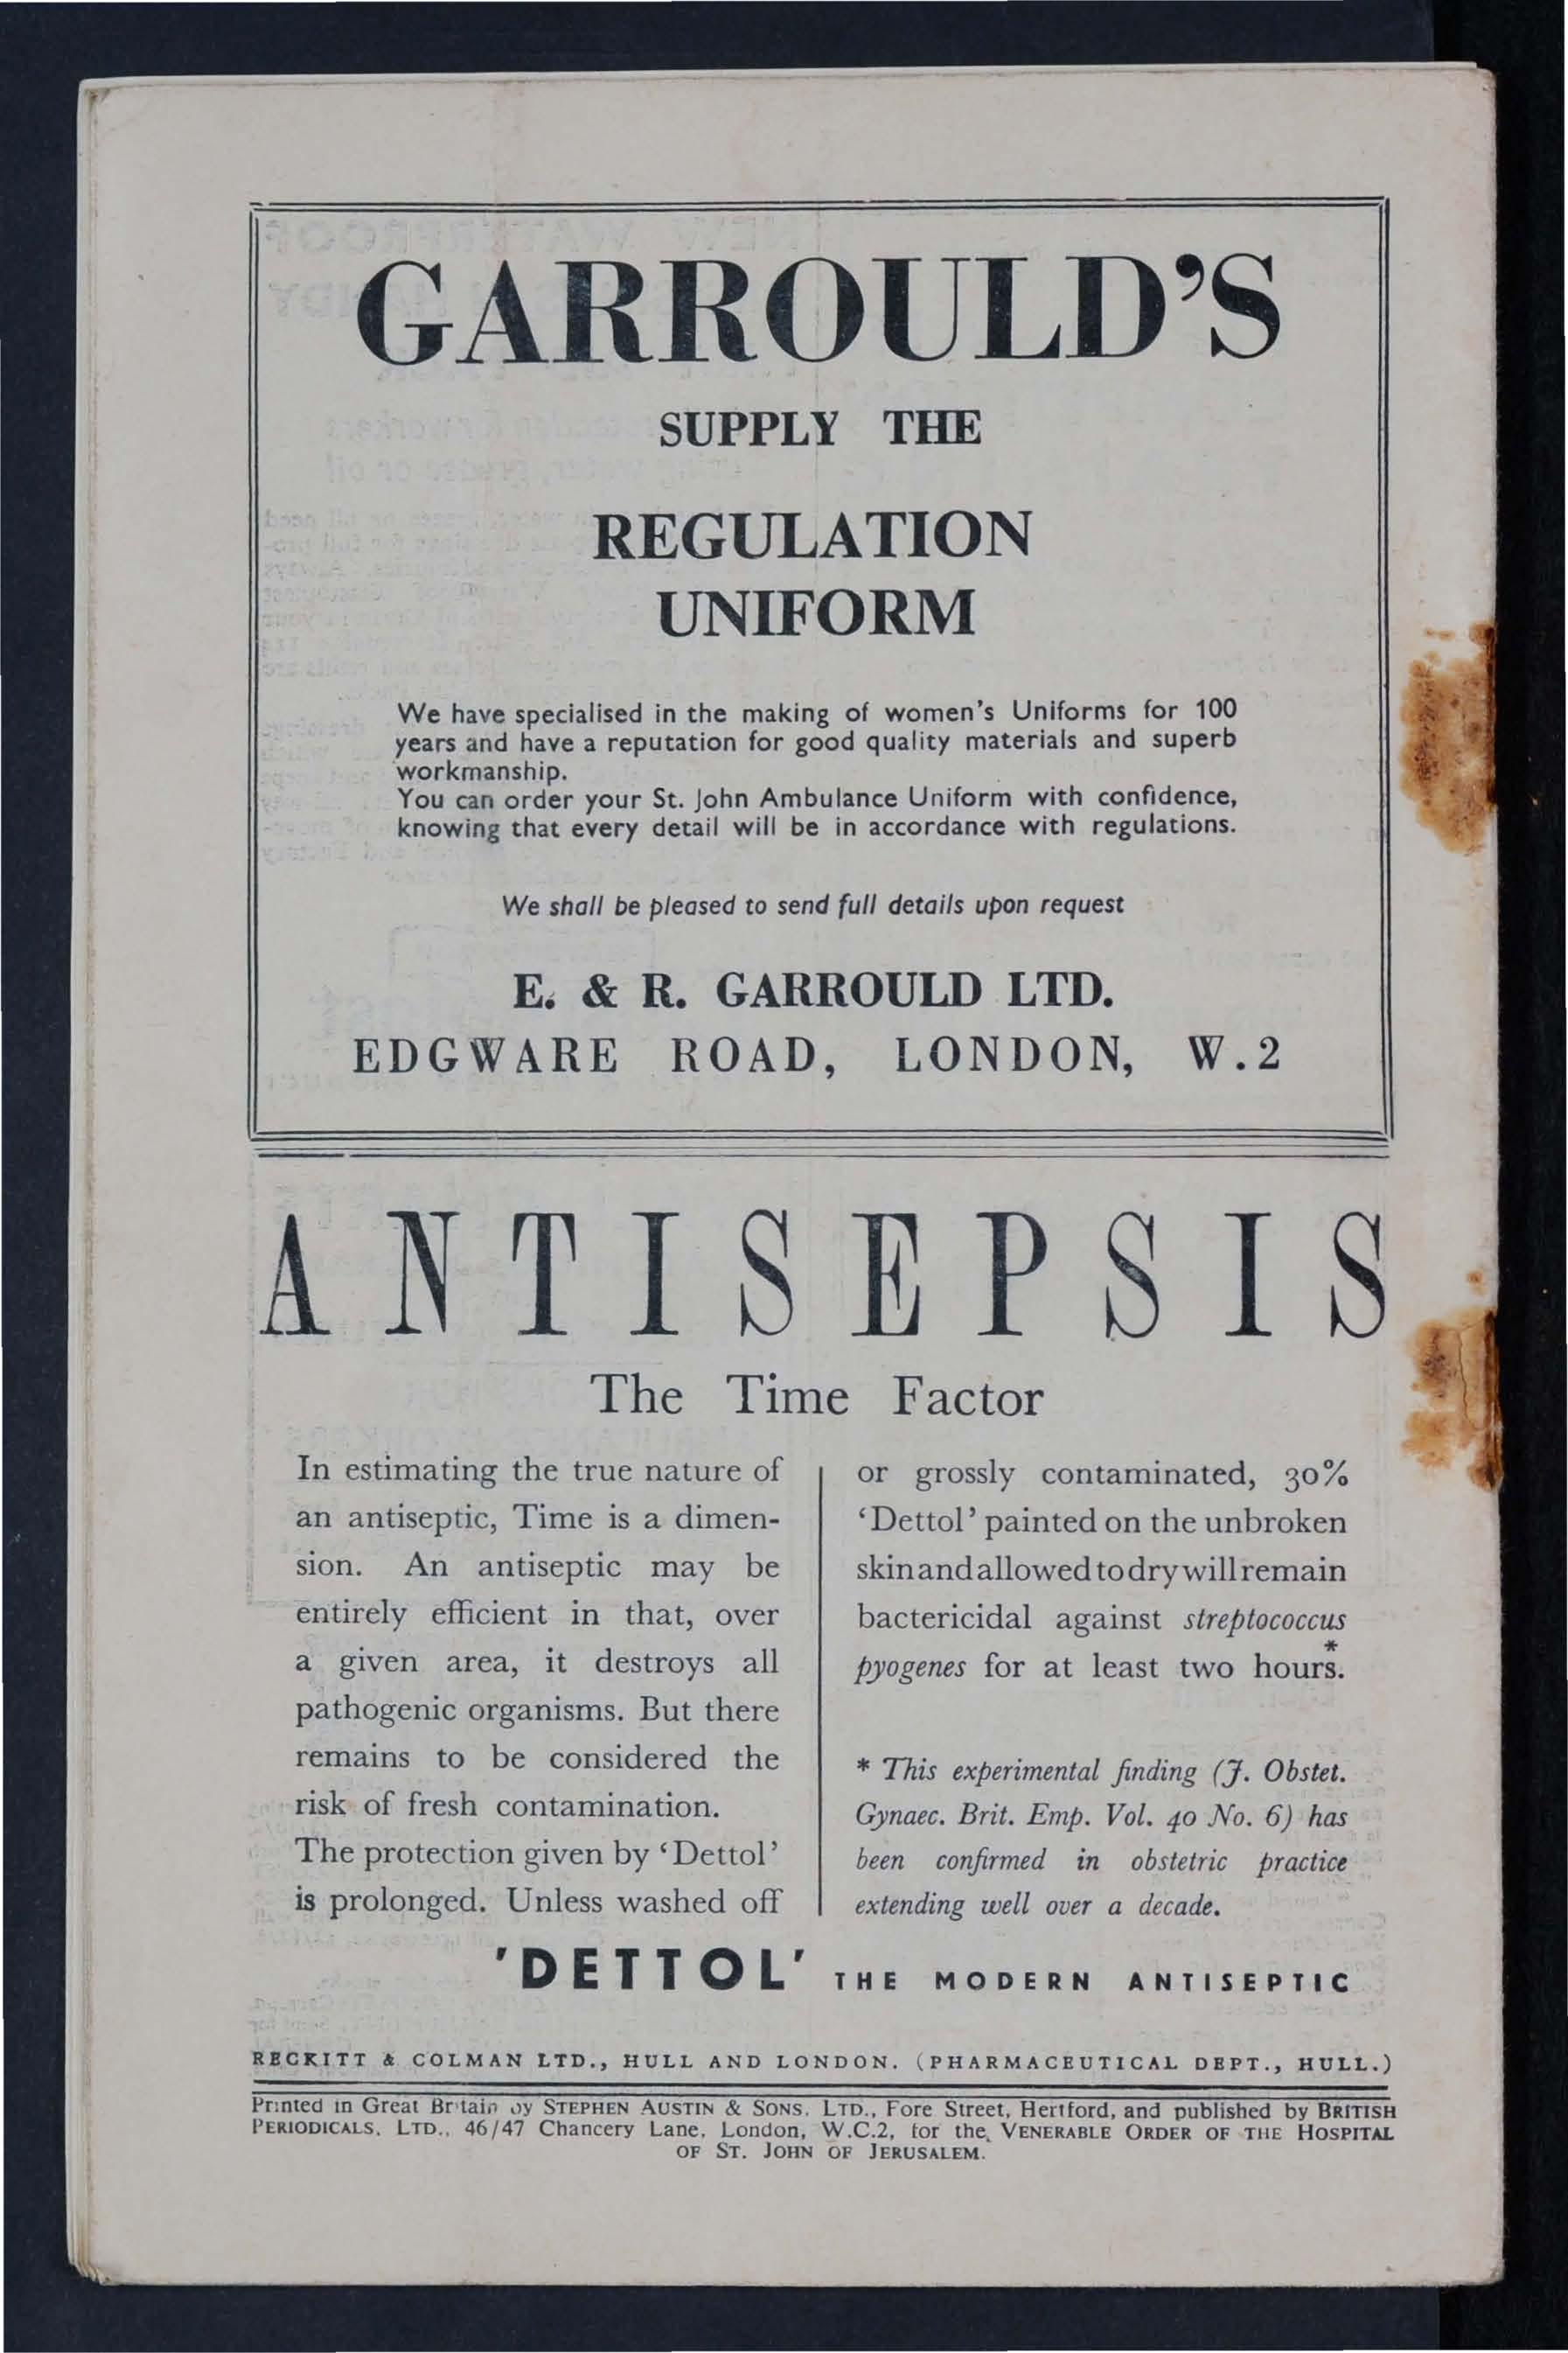 GARROULD'S
SUPPLY THE
REGULATION
UNIFORM
We have specialised in the making of women's Uniforms for 100
years and have a reputation for good quality materials and superb
workmanship.
You can order your St. John Ambulance Uniform with confidence,
knowing that every detail will be in accordance with regulations.
We shall be pleased to send full details upon request
E. & R. GARROULD LTD.
EDGWARE ROAD, LONDON, W.2
ANTISEPSIS
The Time Factor
In estimating the true nature of
an antiseptic, Time is a dimen-
sion. An antiseptic may be
entirely efficient in that, over
a given area, it destroys all
pathogenic organisms. But there
remains to be considered the
risk of fresh contamination.
The protection given by 'Dettol'
is prolonged. Unless washed off
or grossly contaminated, 30%
'Dettol' painted on the unbroken
skin and allowed to dry will remain
bactericidal against streptococcus
pyogenes for at least two hours.*
* This experimental finding (J. Obstet.
Gynaec. Brit. Emp. Vol. 40 No. 6) has
been confirmed in obstetric practice
extending well over a decade.
'DETTOL' THE MODERN ANTISEPTIC
RECKITT & COLMAN LTD., HULL AND LONDON. (PHARMACEUTICAL DEPT., HULL.)
Printed in Great Britain by STEPHEN AUSTIN & SONS, LTD., Fore Street, Hertford, and published by BRITISH
PERIODICALS, LTD., 46/47 Chancery Lane, London, W.C.2, for the VENERABLE ORDER OF THE HOSPITAL
OF ST. JOHN OF JERUSALEM.